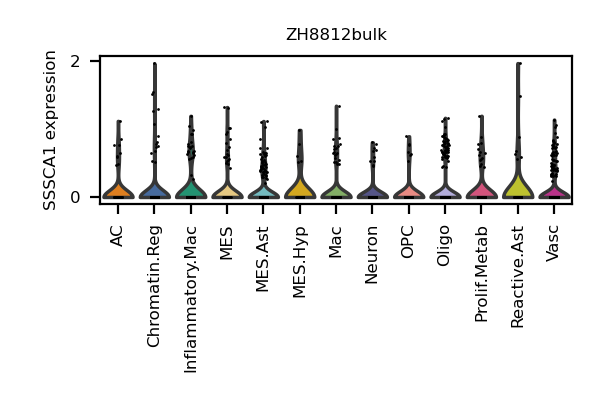 ZH8812bulk
SSSCA1 expression
2
0
AC
Chromatin.Reg
Inflammatory.Mac
MES
MES.Ast
MES.Hyp
Mac
Neuron
OPC
Oligo
Prolif.Metab
Reactive.Ast
Vasc